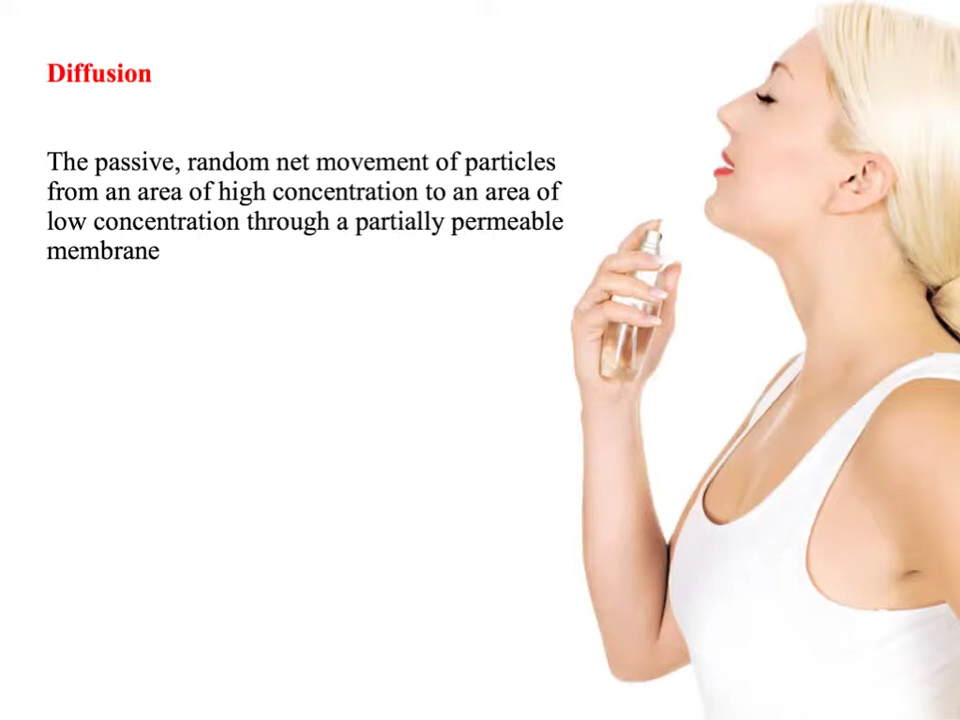 Diffusion
The passive, random net movement of particles
from an area of high concentration to an area of
low concentration through a partially permeable
membrane